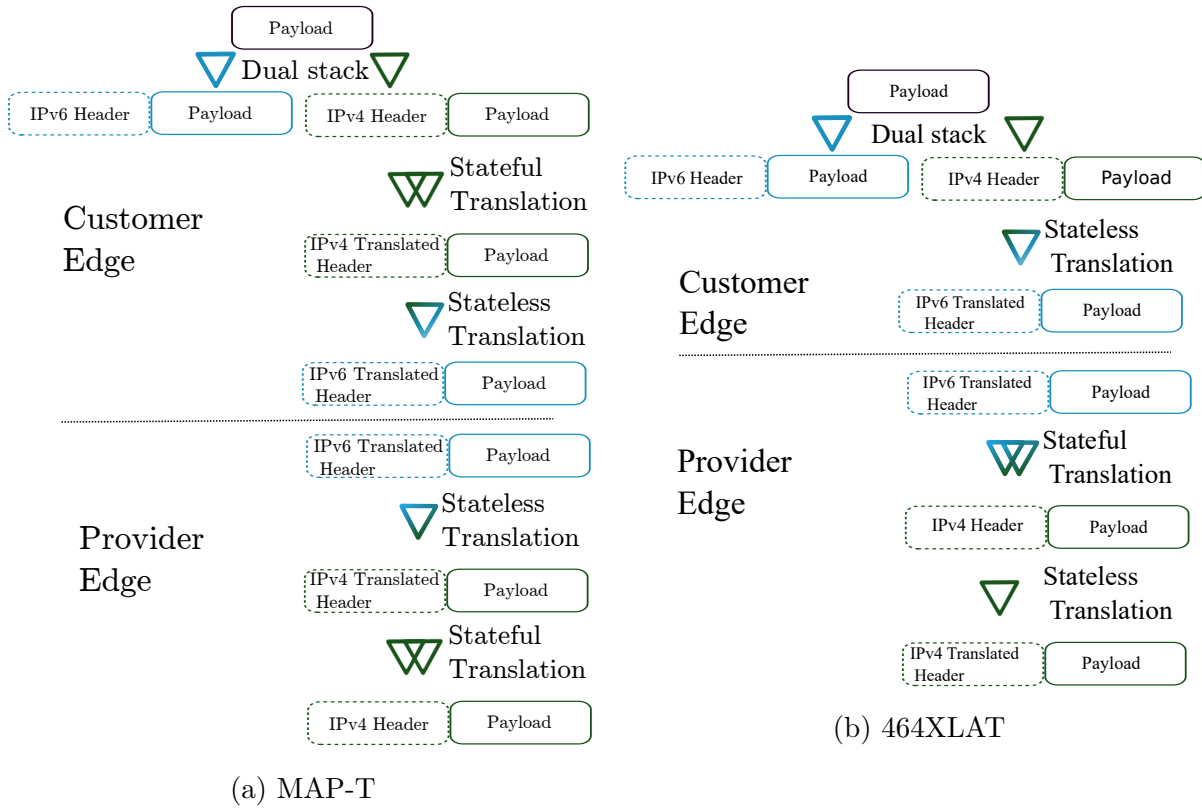 Payload
Dual stack
IPv6 Header
Payload
IPv4 Header
Payload
Stateful
Translation
Customer
Edge
IPv4 Translated
Header
Payload
Stateless
Translation
IPv6 Translated
Header
Payload
IPv6 Translated
Header
Payload
Provider
Edge
Stateless
Translation
IPv4 Translated
Header
Payload
Stateful
Translation
IPv4 Header
Payload
(a) MAP-T
Payload
Dual stack
IPv6 Header
Payload
IPv4 Header
Payload
Stateless
Translation
Customer
Edge
IPv6 Translated
Header
Payload
IPv6 Translated
Header
Payload
Provider
Edge
Stateful
Translation
IPv4 Header
Payload
Stateless
Translation
IPv4 Translated
Header
Payload
(b) 464XLAT